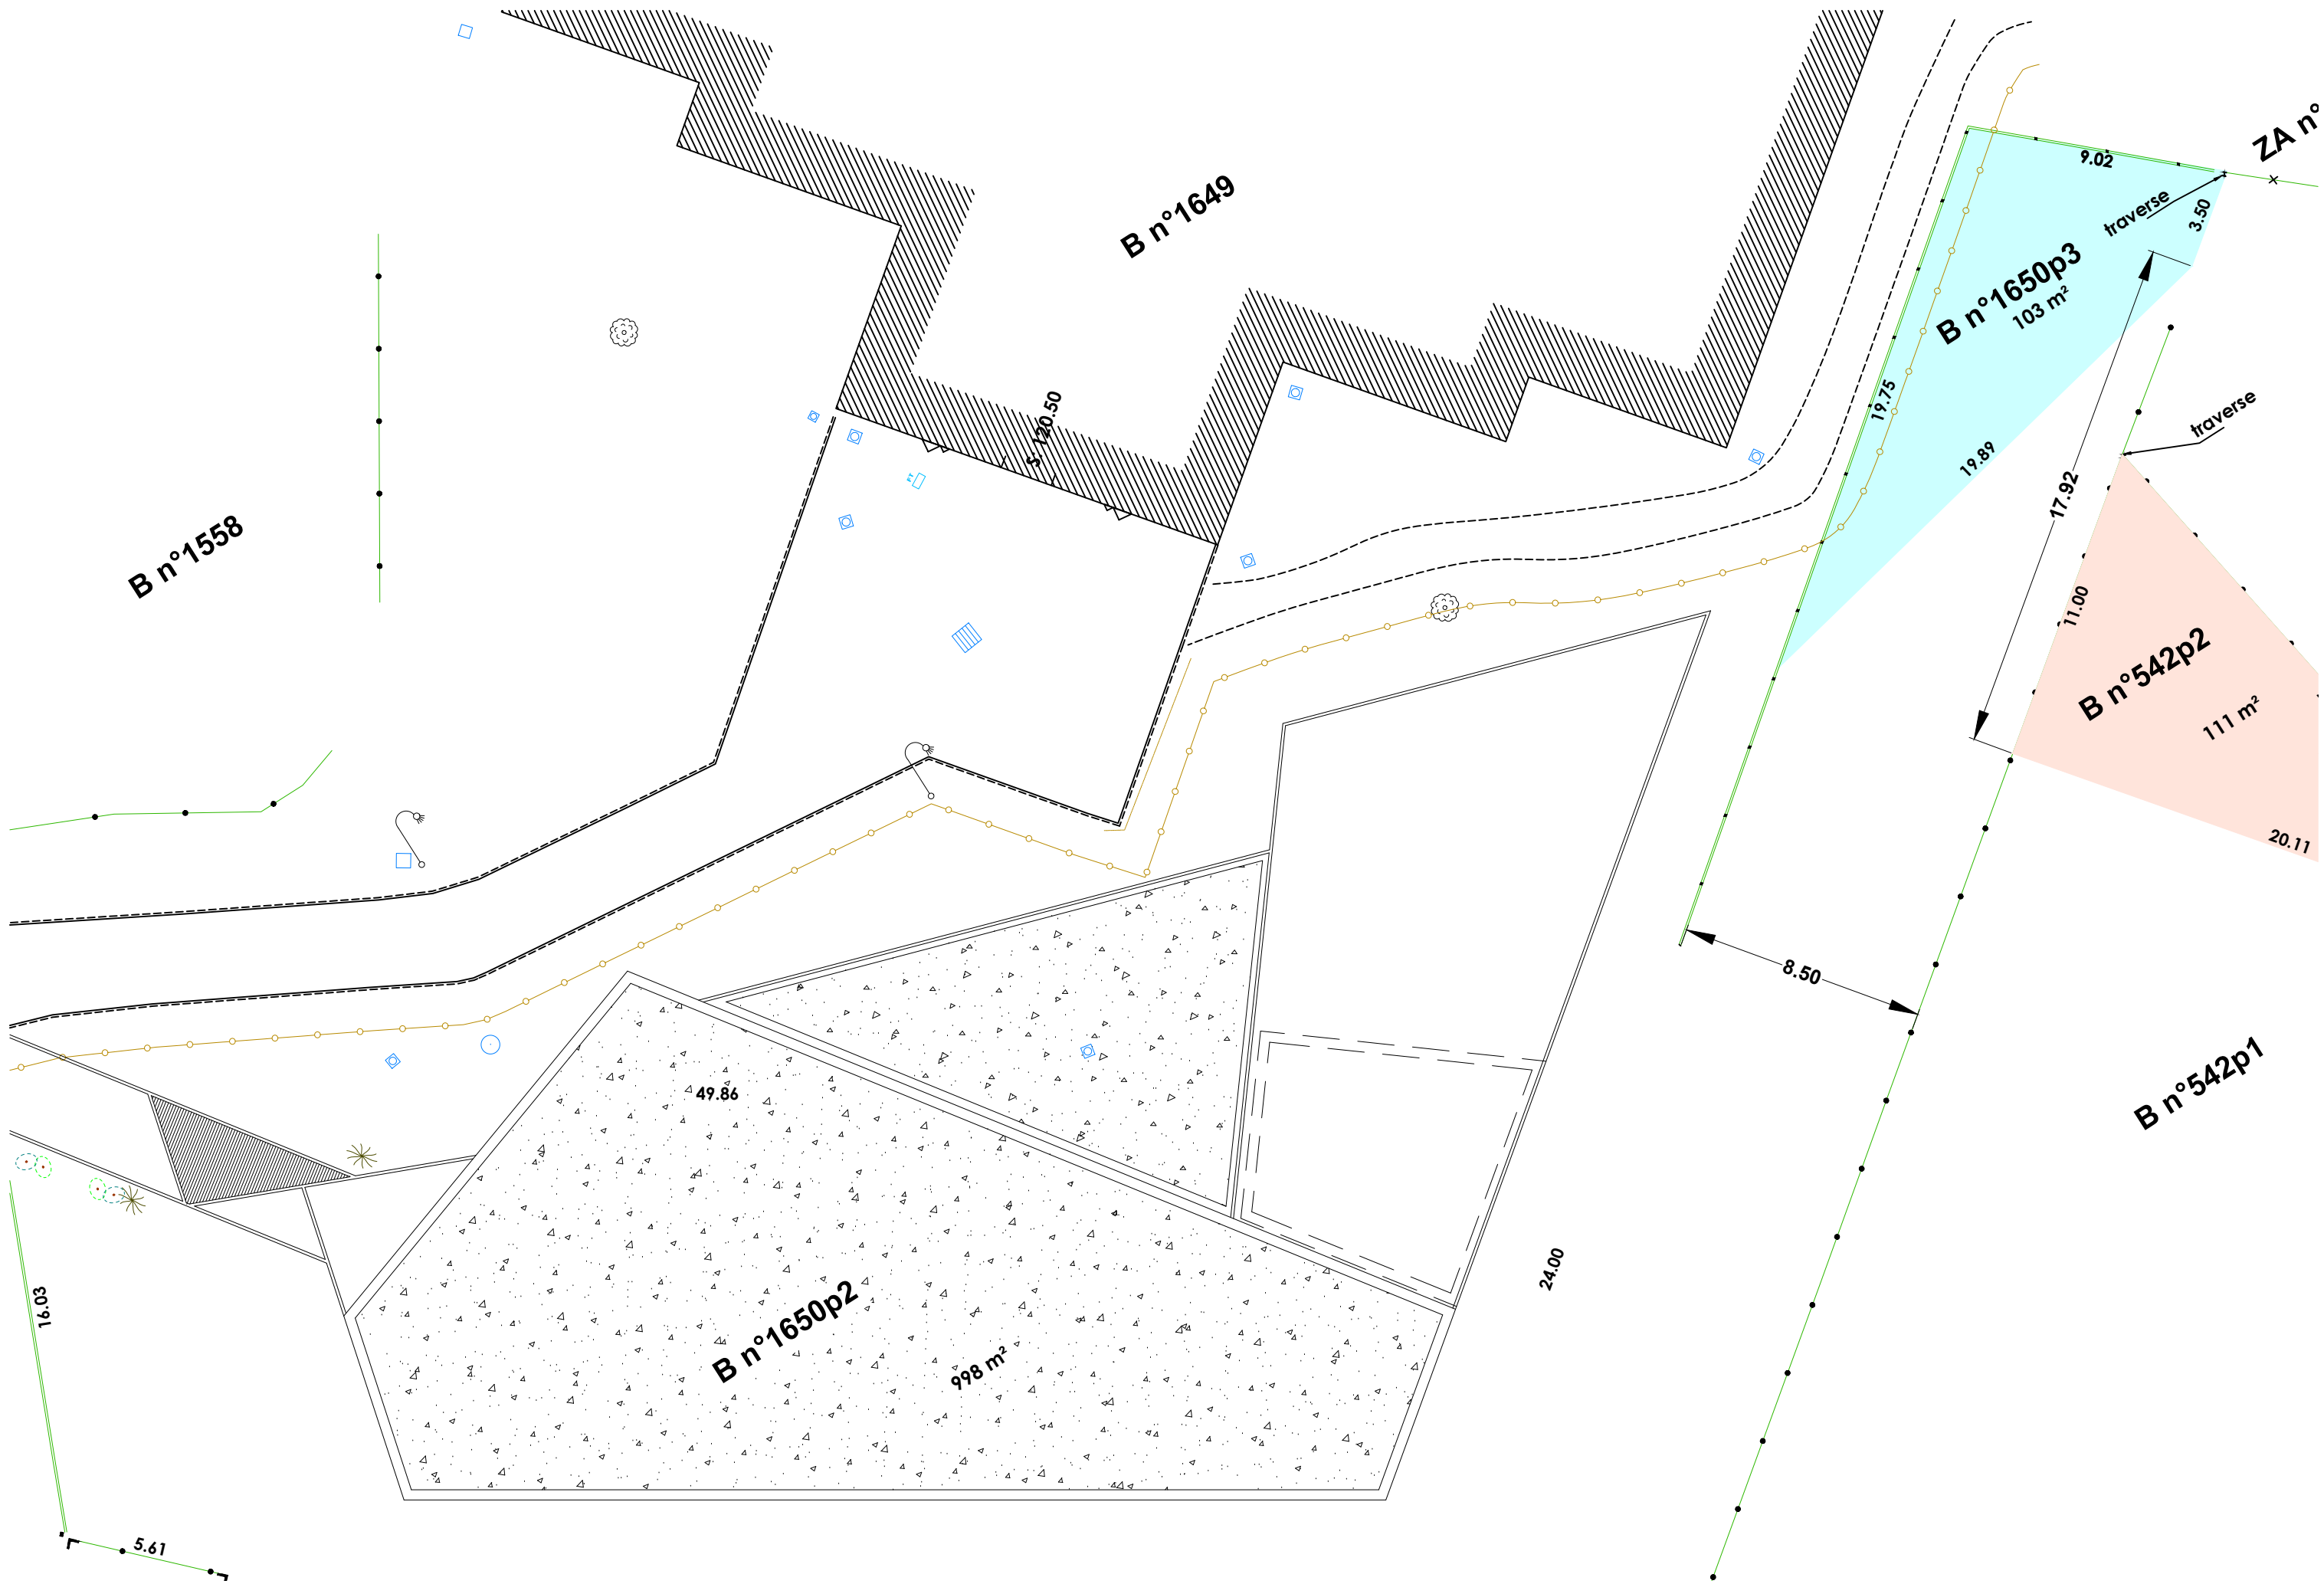 ZA n°
9.02
traverse
3.50
B n°1649
B n°1650p3
103 m²
19.75
S: 120.50
traverse
19.89
17.92
B n°1558
11.00
B n°542p2
111 m²
20.11
8.50
B n°542p1
49.86
24.00
16.03
B n°1650p2
998 m²
5.61